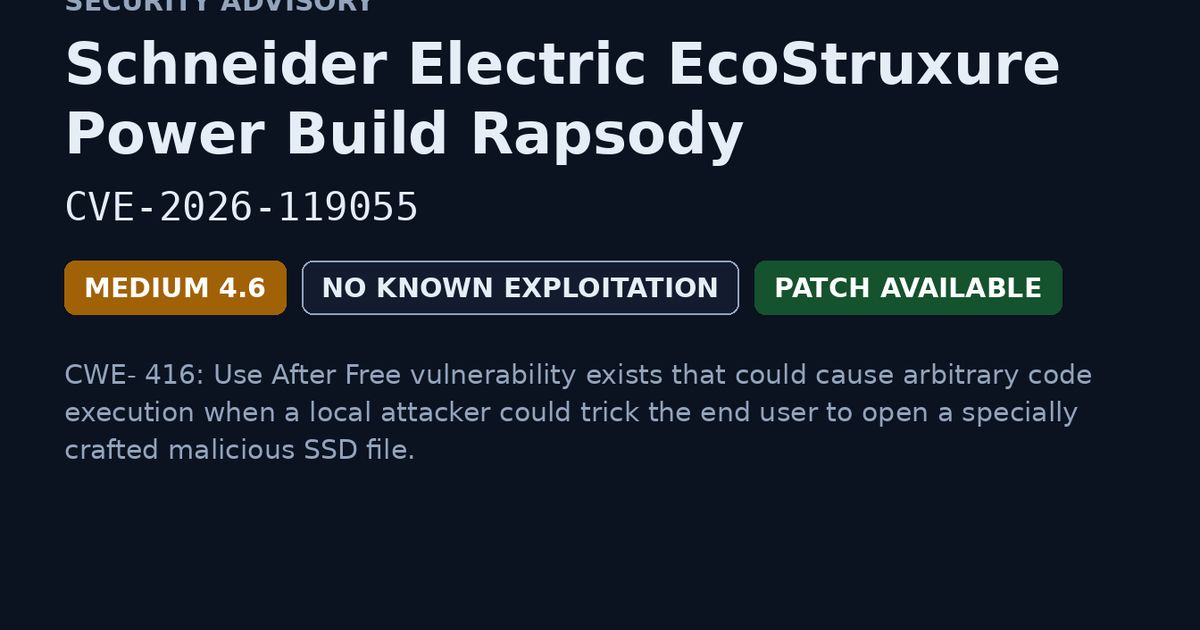 SECURITY ADVISORY
Schneider Electric EcoStruxure
Power Build Rapsody
CVE-2026-119055
MEDIUM 4.6
NO KNOWN EXPLOITATION
PATCH AVAILABLE
CWE- 416: Use After Free vulnerability exists that could cause arbitrary code
execution when a local attacker could trick the end user to open a specially
crafted malicious SSD file.